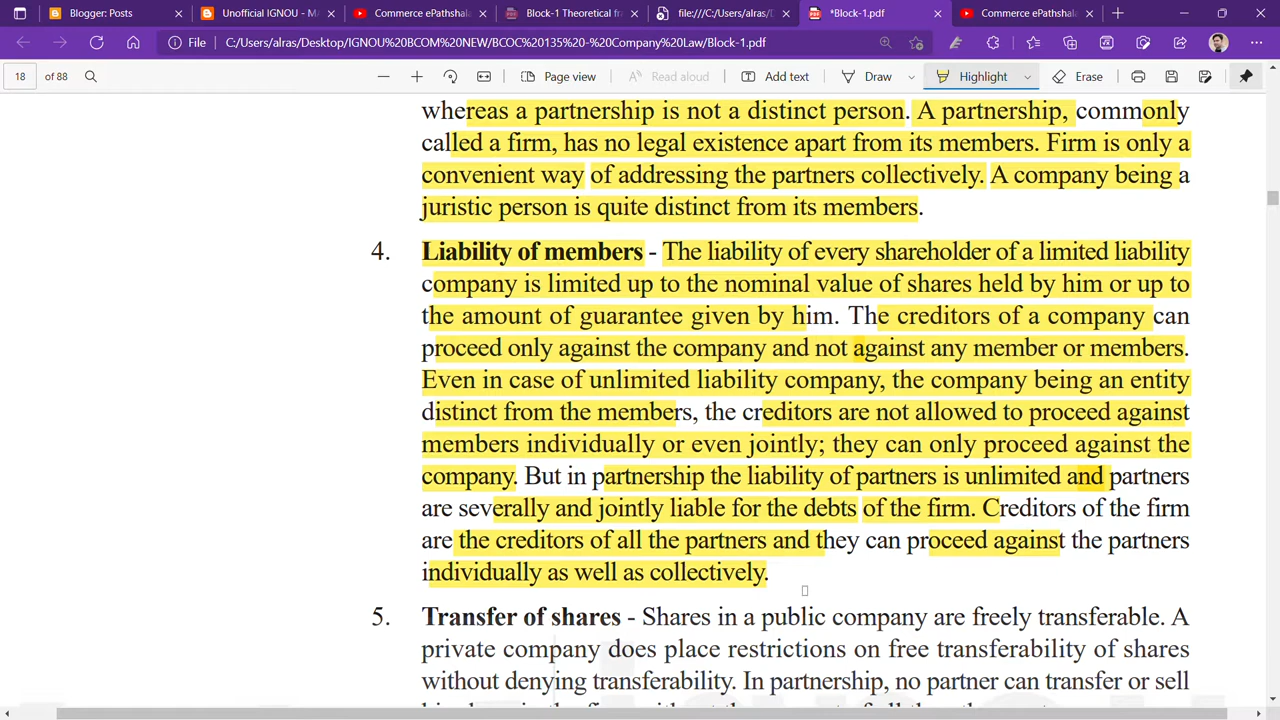 Blogger: Posts
Unofficial IGNOU - MA
Commerce ePathshal
Block-1 Theoretical fr
file:///C:/Users/alras/D
*Block-1.pdf
Commerce ePathshal
File
C:/Users/alras/Desktop/IGNOU%20BCOM%20NEW/BCOC%20135%20-%20Company%20Law/Block-1.pdf
18 of 88
Page view
Read aloud
Add text
Draw
Highlight
Erase
whereas a partnership is not a distinct person. A partnership, commonly
called a firm, has no legal existence apart from its members. Firm is only a
convenient way of addressing the partners collectively. A company being a
juristic person is quite distinct from its members.
4. Liability of members - The liability of every shareholder of a limited liability
company is limited up to the nominal value of shares held by him or up to
the amount of guarantee given by him. The creditors of a company can
proceed only against the company and not against any member or members.
Even in case of unlimited liability company, the company being an entity
distinct from the members, the creditors are not allowed to proceed against
members individually or even jointly; they can only proceed against the
company. But in partnership the liability of partners is unlimited and partners
are severally and jointly liable for the debts of the firm. Creditors of the firm
are the creditors of all the partners and they can proceed against the partners
individually as well as collectively.
5. Transfer of shares - Shares in a public company are freely transferable. A
private company does place restrictions on free transferability of shares
without denying transferability. In partnership, no partner can transfer or sell